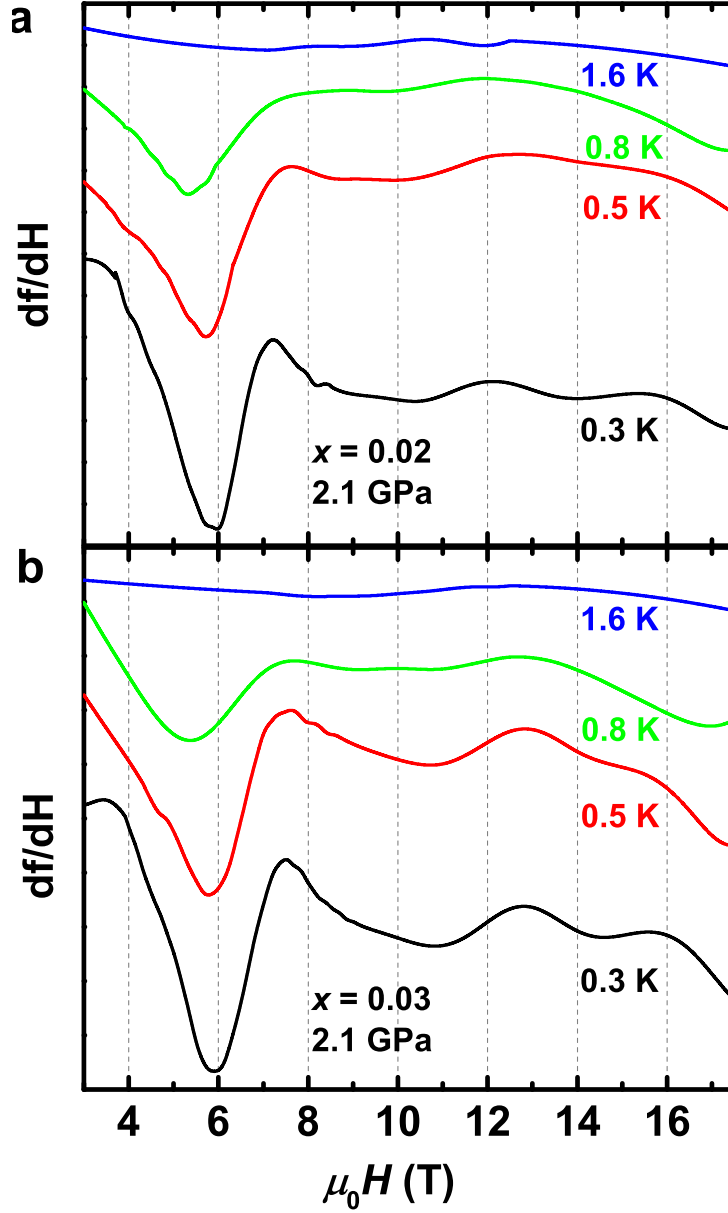 a
1.6 K
0.8 K
0.5 K
df/dH
0.3 K
x = 0.02
2.1 GPa
b
1.6 K
0.8 K
0.5 K
df/dH
0.3 K
x = 0.03
2.1 GPa
4 6 8 10 12 14 16
μ₀H (T)